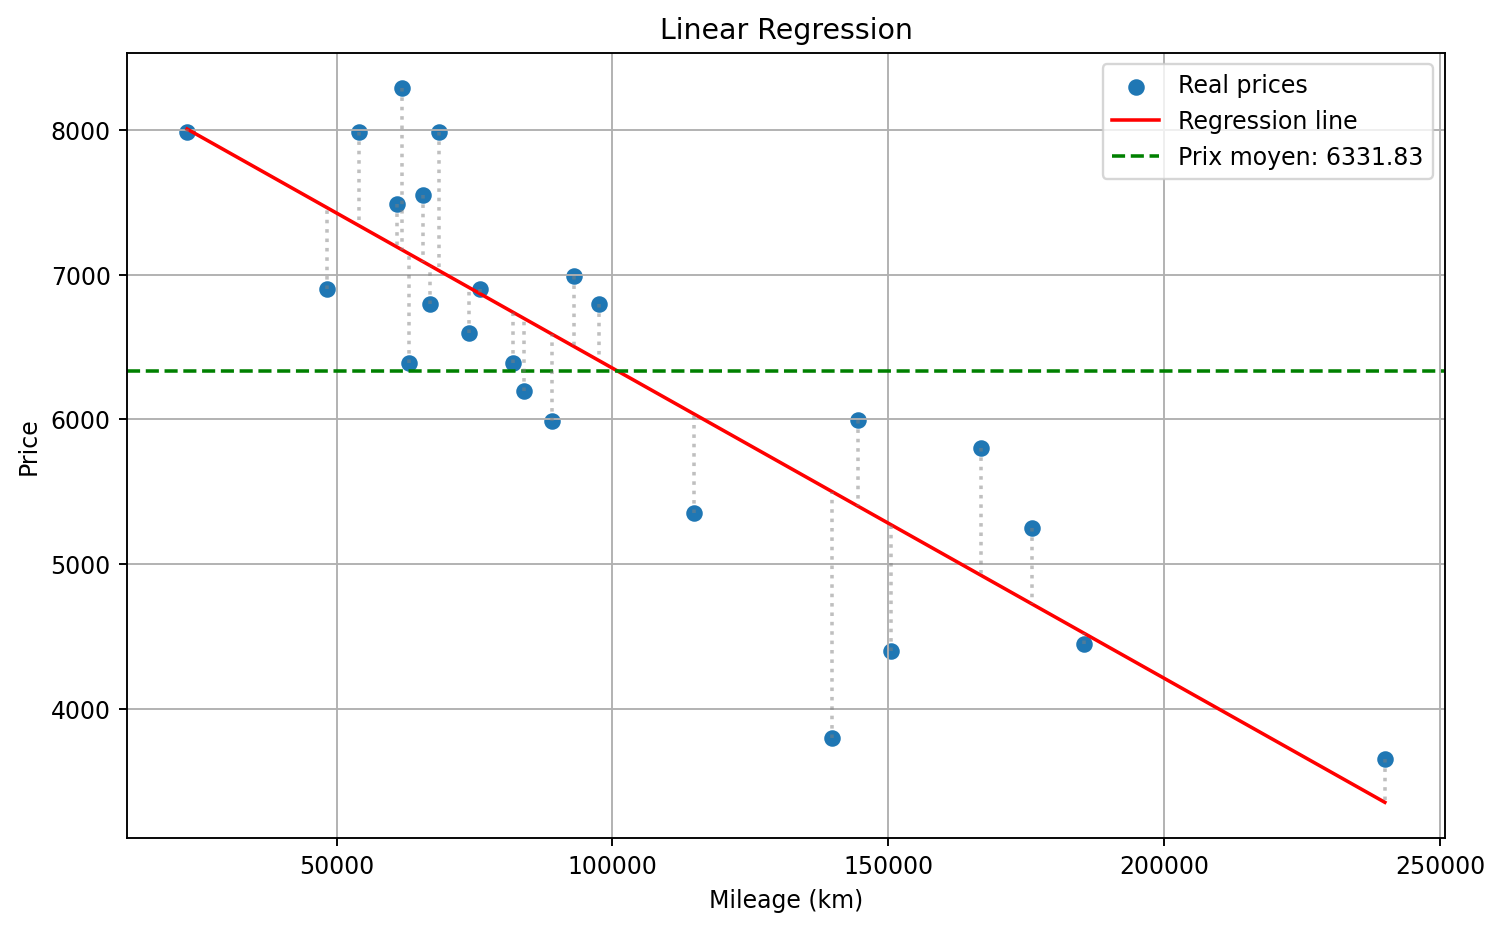 Linear Regression
Real prices
Regression line
Prix moyen: 6331.83
8000
7000
6000
5000
4000
Price
50000
100000
150000
200000
250000
Mileage (km)